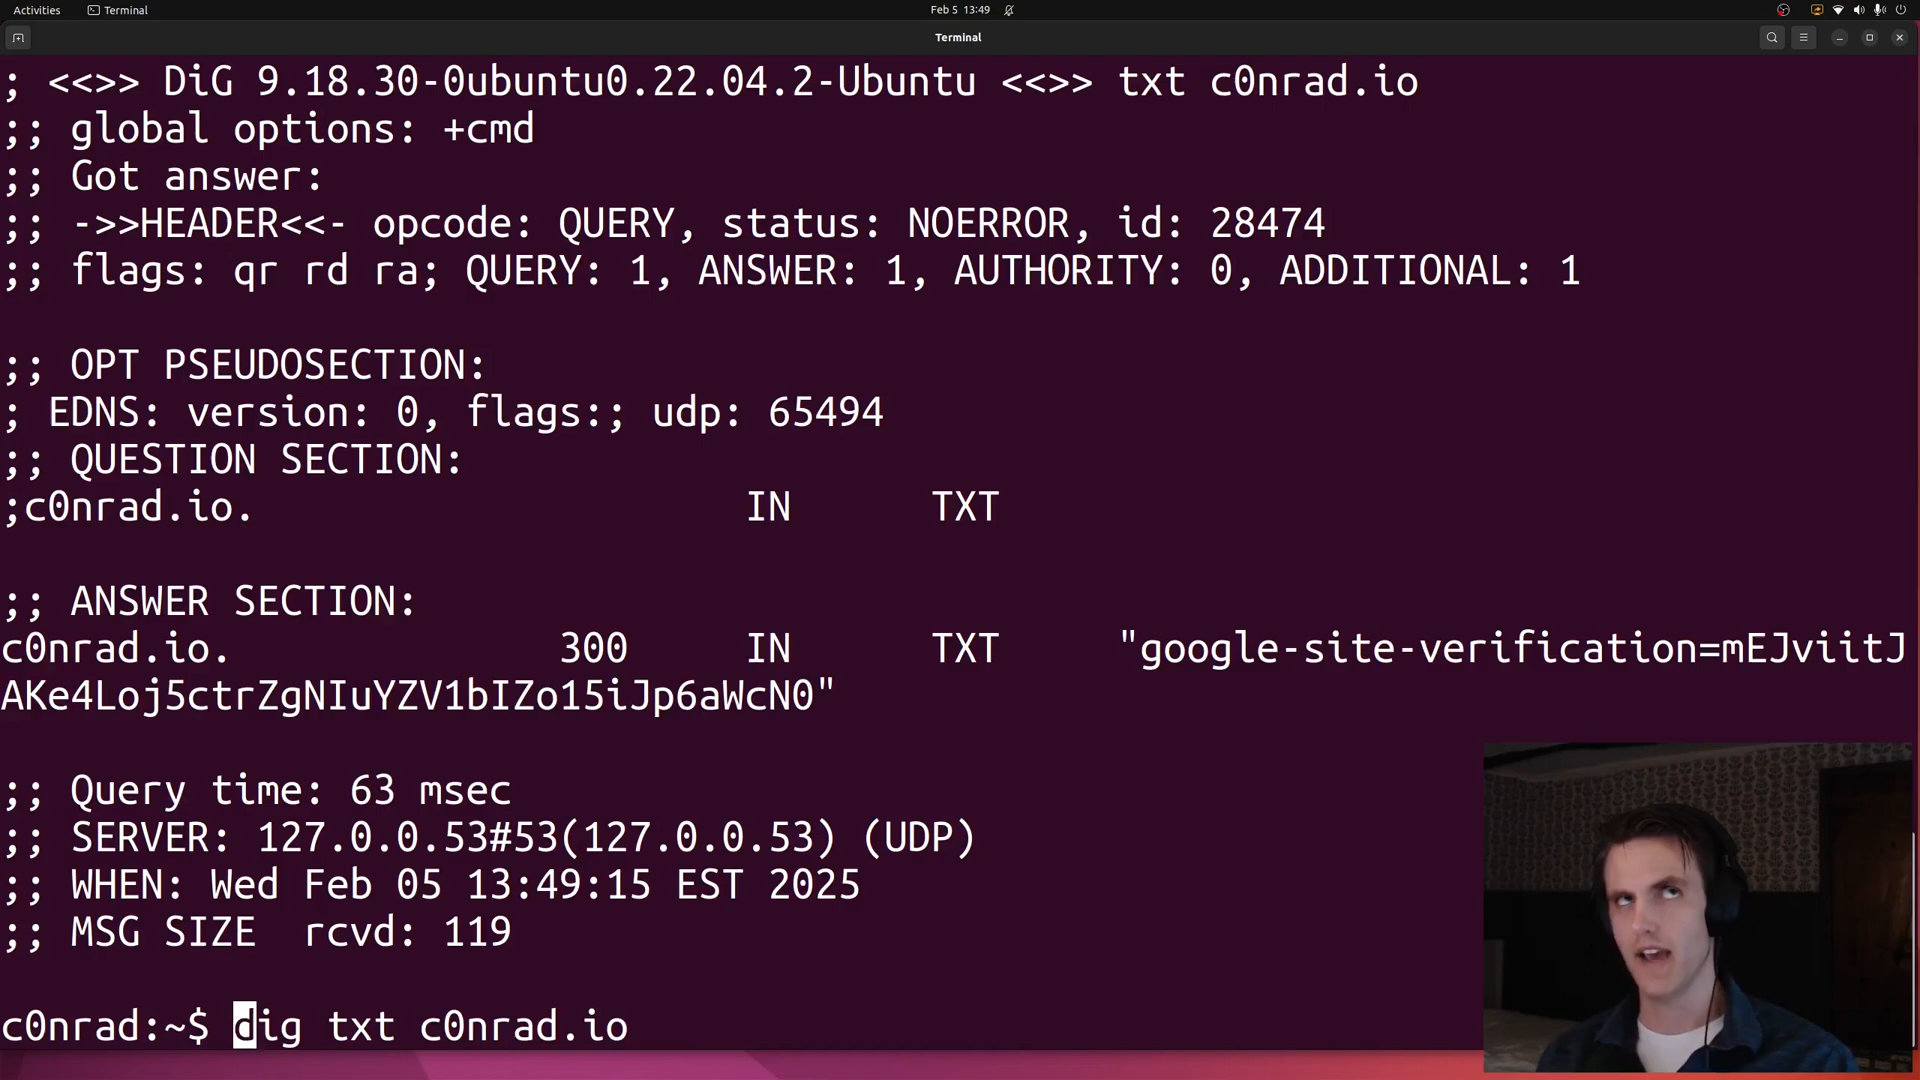 Activities Terminal Feb 5 13:49
Terminal
; <<>> DiG 9.18.30-0ubuntu0.22.04.2-Ubuntu <<>> txt c0nrad.io
;; global options: +cmd
;; Got answer:
;; ->>HEADER<<- opcode: QUERY, status: NOERROR, id: 28474
;; flags: qr rd ra; QUERY: 1, ANSWER: 1, AUTHORITY: 0, ADDITIONAL: 1
;; OPT PSEUDOSECTION:
; EDNS: version: 0, flags:; udp: 65494
;; QUESTION SECTION:
;c0nrad.io. IN TXT
;; ANSWER SECTION:
c0nrad.io. 300 IN TXT "google-site-verification=mEJviitJ
AKe4Loj5ctrZgNIuYZV1bIZo15iJp6aWcN0"
;; Query time: 63 msec
;; SERVER: 127.0.0.53#53(127.0.0.53) (UDP)
;; WHEN: Wed Feb 05 13:49:15 EST 2025
;; MSG SIZE  rcvd: 119
c0nrad:~$ dig txt c0nrad.io